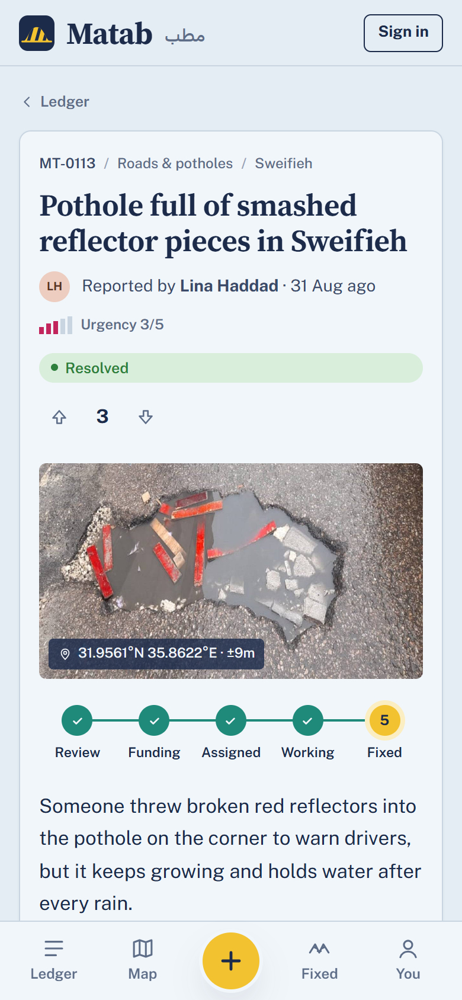 Matab مطب
Sign in
Ledger
MT-0113 / Roads & potholes / Sweifieh
Pothole full of smashed
reflector pieces in Sweifieh
LH Reported by Lina Haddad · 31 Aug ago
Urgency 3/5
Resolved
3
31.9561°N 35.8622°E · ±9m
5
Review Funding Assigned Working Fixed
Someone threw broken red reflectors into
the pothole on the corner to warn drivers,
but it keeps growing and holds water after
every rain.
Ledger Map Fixed You